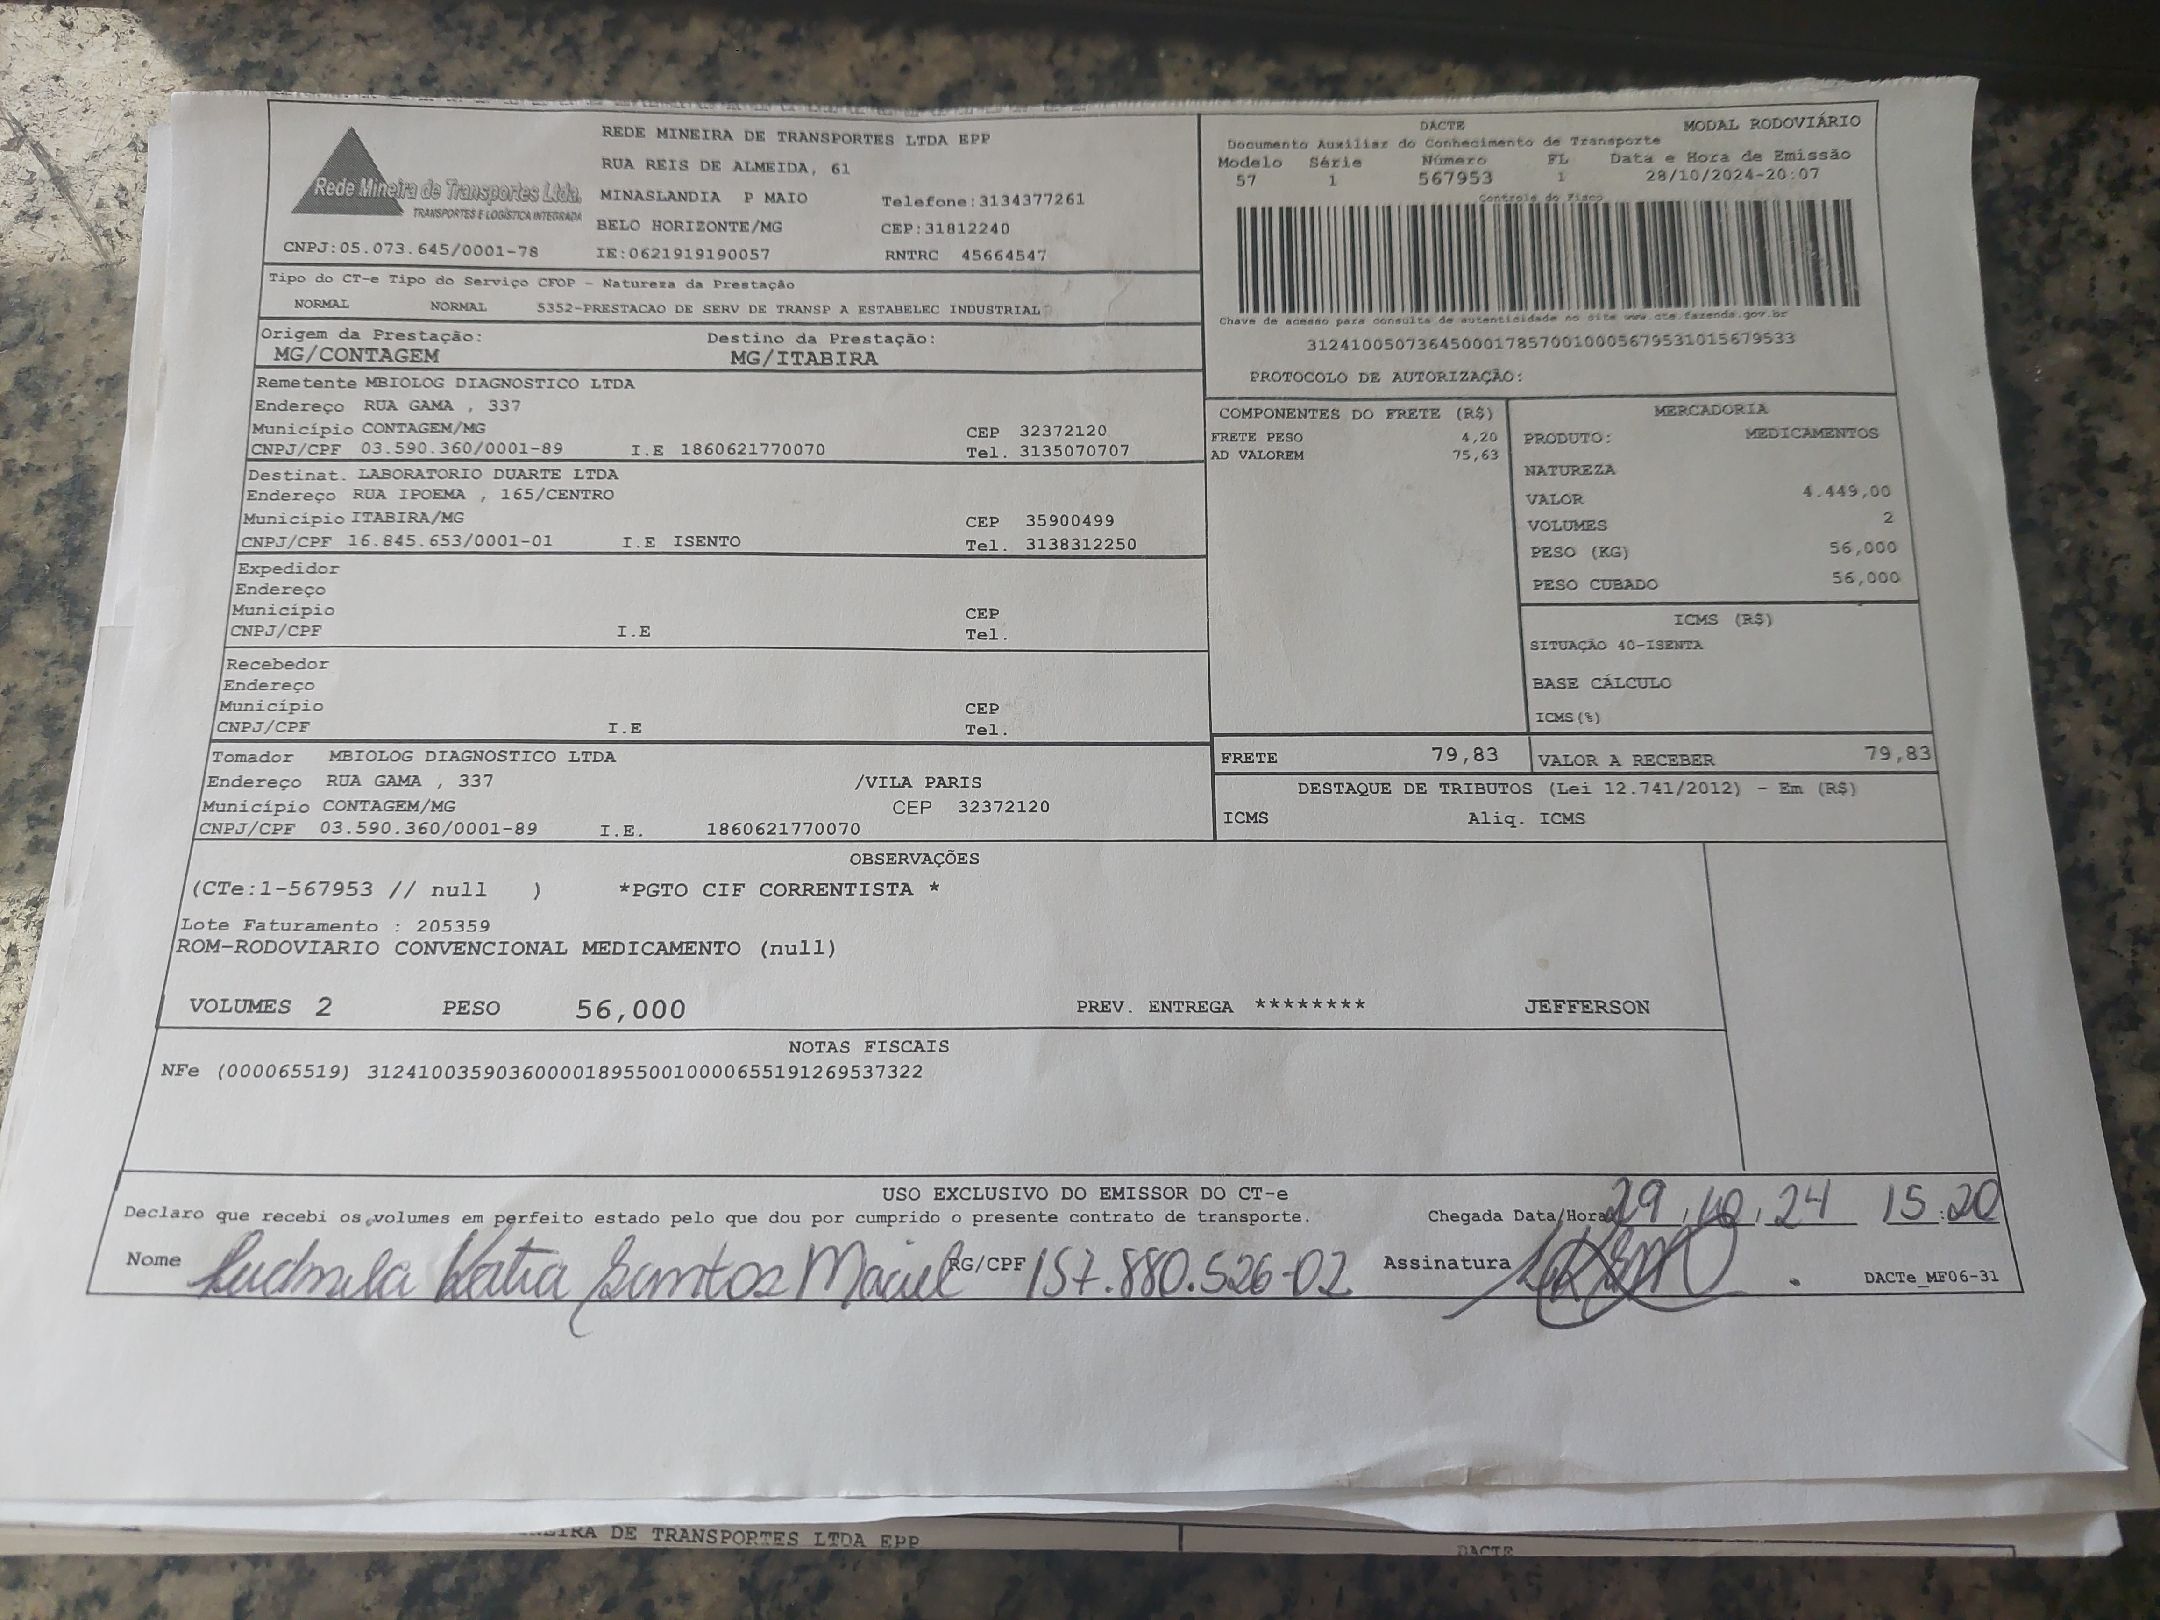 Rede Mineira de Transportes Ltda.
TRANSPORTES E LOGÍSTICA INTEGRADA
CNPJ:05.073.645/0001-78
REDE MINEIRA DE TRANSPORTES LTDA EPP
RUA REIS DE ALMEIDA, 61
MINASLANDIA P MAIO Telefone:3134377261
BELO HORIZONTE/MG CEP:31812240
IE:0621919190057 RNTRC 45664547
DACTE MODAL RODOVIÁRIO
Documento Auxiliar do Conhecimento de Transporte
Modelo Série Número FL Data e Hora de Emissão
57 1 567953 1 28/10/2024-20:07
Controle do Fisco
Chave de acesso para consulta de autenticidade no site www.cte.fazenda.gov.br
31241005073645000178570010005679531015679533
PROTOCOLO DE AUTORIZAÇÃO:
Tipo do CT-e Tipo do Serviço CFOP - Natureza da Prestação
NORMAL NORMAL 5352-PRESTACAO DE SERV DE TRANSP A ESTABELEC INDUSTRIAL
Origem da Prestação: Destino da Prestação:
MG/CONTAGEM MG/ITABIRA
Remetente MBIOLOG DIAGNOSTICO LTDA
Endereço RUA GAMA , 337
Município CONTAGEM/MG CEP 32372120
CNPJ/CPF 03.590.360/0001-89 I.E 1860621770070 Tel. 3135070707
Destinat. LABORATORIO DUARTE LTDA
Endereço RUA IPOEMA , 165/CENTRO
Município ITABIRA/MG CEP 35900499
CNPJ/CPF 16.845.653/0001-01 I.E ISENTO Tel. 3138312250
Expedidor
Endereço
Município CEP
CNPJ/CPF I.E Tel.
Recebedor
Endereço
Município CEP
CNPJ/CPF I.E Tel.
Tomador MBIOLOG DIAGNOSTICO LTDA
Endereço RUA GAMA , 337 /VILA PARIS
Município CONTAGEM/MG CEP 32372120
CNPJ/CPF 03.590.360/0001-89 I.E. 1860621770070
COMPONENTES DO FRETE (R$)
FRETE PESO 4,20
AD VALOREM 75,63
MERCADORIA
PRODUTO: MEDICAMENTOS
NATUREZA
VALOR 4.449,00
VOLUMES 2
PESO (KG) 56,000
PESO CUBADO 56,000
ICMS (R$)
SITUAÇÃO 40-ISENTA
BASE CÁLCULO
ICMS(%)
FRETE 79,83 VALOR A RECEBER 79,83
DESTAQUE DE TRIBUTOS (Lei 12.741/2012) - Em (R$)
ICMS Aliq. ICMS
OBSERVAÇÕES
(CTe:1-567953 // null ) *PGTO CIF CORRENTISTA *
Lote Faturamento : 205359
ROM-RODOVIARIO CONVENCIONAL MEDICAMENTO (null)
VOLUMES 2 PESO 56,000 PREV. ENTREGA ******** JEFFERSON
NOTAS FISCAIS
NFe (000065519) 31241003590360000189550010000655191269537322
USO EXCLUSIVO DO EMISSOR DO CT-e
Declaro que recebi os volumes em perfeito estado pelo que dou por cumprido o presente contrato de transporte. Chegada Data/Hora 29.10.24 15:20
Nome Ludmila Katia Santos Maciel RG/CPF 157.880.526-02 Assinatura
DACTe_MF06-31
DE TRANSPORTES LTDA EPP
DACTE